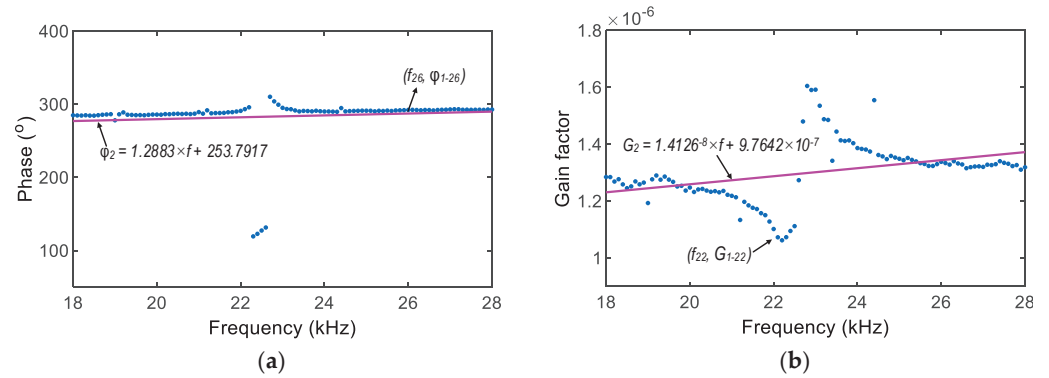 400
300
200
100
18
20
22
24
26
28
Phase (°)
Frequency (kHz)
(f26, φ1-26)
φ2 = 1.2883×f + 253.7917
(a)
×10-6
1.8
1.6
1.4
1.2
1
18
20
22
24
26
28
Gain factor
Frequency (kHz)
G2 = 1.4126-8×f + 9.7642×10-7
(f22, G1-22)
(b)